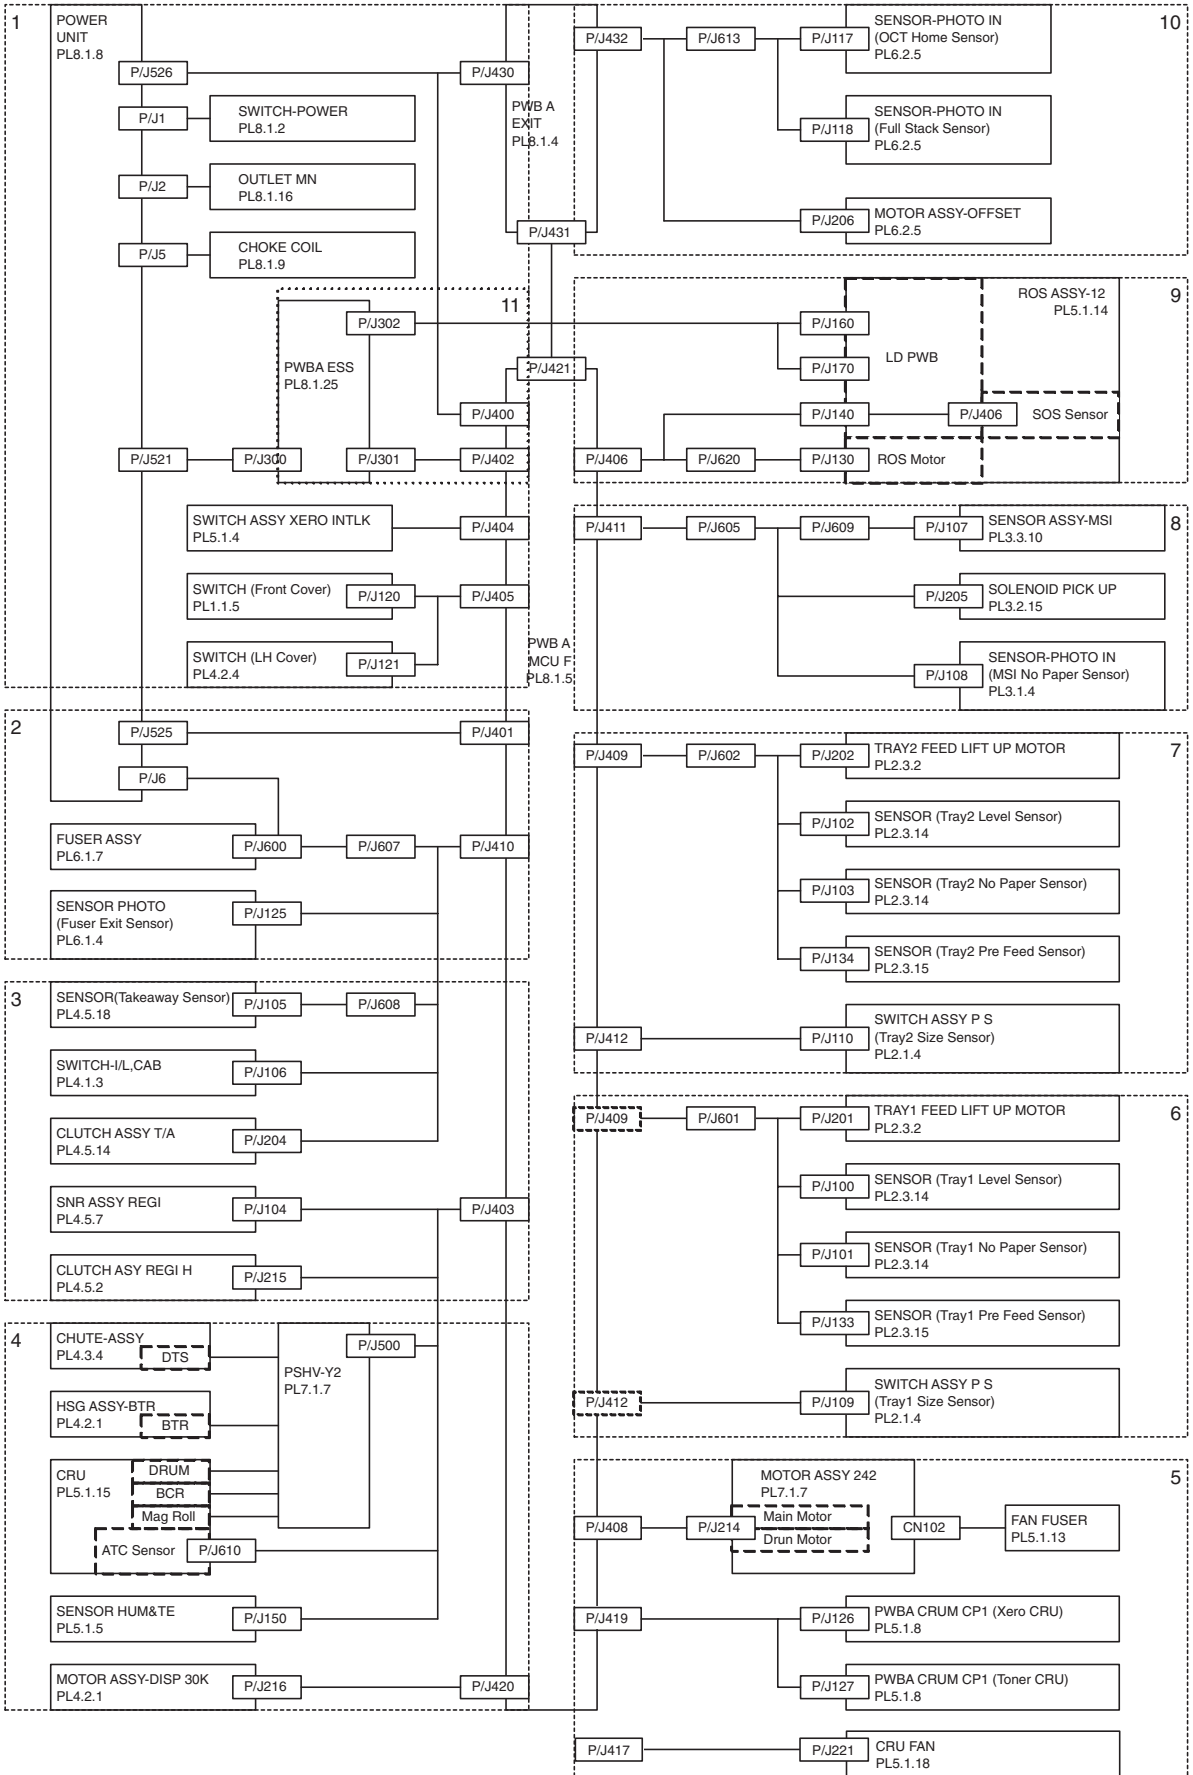 1
POWER
UNIT
PL8.1.8
P/J526
P/J430
P/J1
SWITCH-POWER
PL8.1.2
PWB A
EXIT
PL8.1.4
P/J2
OUTLET MN
PL8.1.16
P/J431
P/J5
CHOKE COIL
PL8.1.9
11
P/J302
PWBA ESS
PL8.1.25
P/J421
P/J400
P/J521
P/J300
P/J301
P/J402
SWITCH ASSY XERO INTLK
PL5.1.4
P/J404
SWITCH (Front Cover)
PL1.1.5
P/J120
P/J405
SWITCH (LH Cover)
PL4.2.4
P/J121
PWB A
MCU F
PL8.1.5
2
P/J525
P/J401
P/J6
FUSER ASSY
PL6.1.7
P/J600
P/J607
P/J410
SENSOR PHOTO
(Fuser Exit Sensor)
PL6.1.4
P/J125
3
SENSOR(Takeaway Sensor)
PL4.5.18
P/J105
P/J608
SWITCH-I/L,CAB
PL4.1.3
P/J106
CLUTCH ASSY T/A
PL4.5.14
P/J204
SNR ASSY REGI
PL4.5.7
P/J104
P/J403
CLUTCH ASY REGI H
PL4.5.2
P/J215
4
CHUTE-ASSY
PL4.3.4
DTS
P/J500
PSHV-Y2
PL7.1.7
HSG ASSY-BTR
PL4.2.1
BTR
CRU
PL5.1.15
DRUM
BCR
Mag Roll
ATC Sensor
P/J610
SENSOR HUM&TE
PL5.1.5
P/J150
MOTOR ASSY-DISP 30K
PL4.2.1
P/J216
P/J420
10
P/J432
P/J613
P/J117
SENSOR-PHOTO IN
(OCT Home Sensor)
PL6.2.5
P/J118
SENSOR-PHOTO IN
(Full Stack Sensor)
PL6.2.5
P/J206
MOTOR ASSY-OFFSET
PL6.2.5
9
ROS ASSY-12
PL5.1.14
P/J160
LD PWB
P/J170
P/J140
P/J406
SOS Sensor
P/J406
P/J620
P/J130
ROS Motor
8
P/J411
P/J605
P/J609
P/J107
SENSOR ASSY-MSI
PL3.3.10
P/J205
SOLENOID PICK UP
PL3.2.15
P/J108
SENSOR-PHOTO IN
(MSI No Paper Sensor)
PL3.1.4
7
P/J409
P/J602
P/J202
TRAY2 FEED LIFT UP MOTOR
PL2.3.2
P/J102
SENSOR (Tray2 Level Sensor)
PL2.3.14
P/J103
SENSOR (Tray2 No Paper Sensor)
PL2.3.14
P/J134
SENSOR (Tray2 Pre Feed Sensor)
PL2.3.15
P/J412
P/J110
SWITCH ASSY P S
(Tray2 Size Sensor)
PL2.1.4
6
P/J409
P/J601
P/J201
TRAY1 FEED LIFT UP MOTOR
PL2.3.2
P/J100
SENSOR (Tray1 Level Sensor)
PL2.3.14
P/J101
SENSOR (Tray1 No Paper Sensor)
PL2.3.14
P/J133
SENSOR (Tray1 Pre Feed Sensor)
PL2.3.15
P/J412
P/J109
SWITCH ASSY P S
(Tray1 Size Sensor)
PL2.1.4
5
MOTOR ASSY 242
PL7.1.7
P/J408
P/J214
Main Motor
Drun Motor
CN102
FAN FUSER
PL5.1.13
P/J419
P/J126
PWBA CRUM CP1 (Xero CRU)
PL5.1.8
P/J127
PWBA CRUM CP1 (Toner CRU)
PL5.1.8
P/J417
P/J221
CRU FAN
PL5.1.18